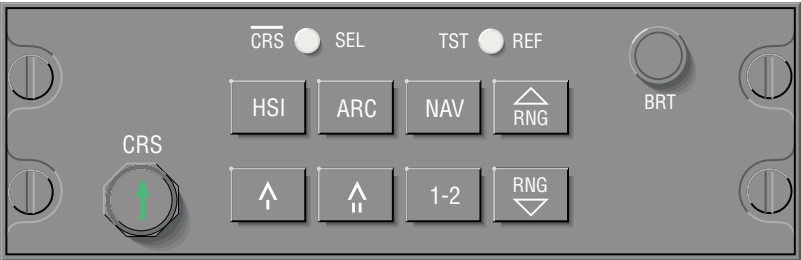 CRS SEL TST REF
HSI ARC NAV RNG
BRT
CRS
1-2 RNG